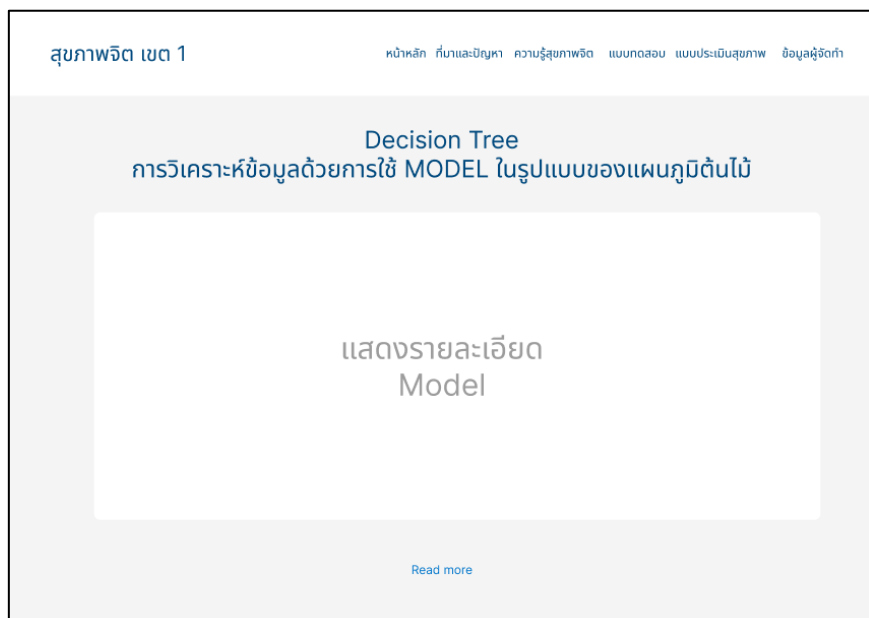 สุขภาพจิต เขต 1
หน้าหลัก ที่มาและปัญหา ความรู้สุขภาพจิต แบบทดสอบ แบบประเมินสุขภาพ ข้อมูลผู้จัดทำ
Decision Tree
การวิเคราะห์ข้อมูลด้วยการใช้ MODEL ในรูปแบบของแผนภูมิต้นไม้
แสดงรายละเอียด
Model
Read more